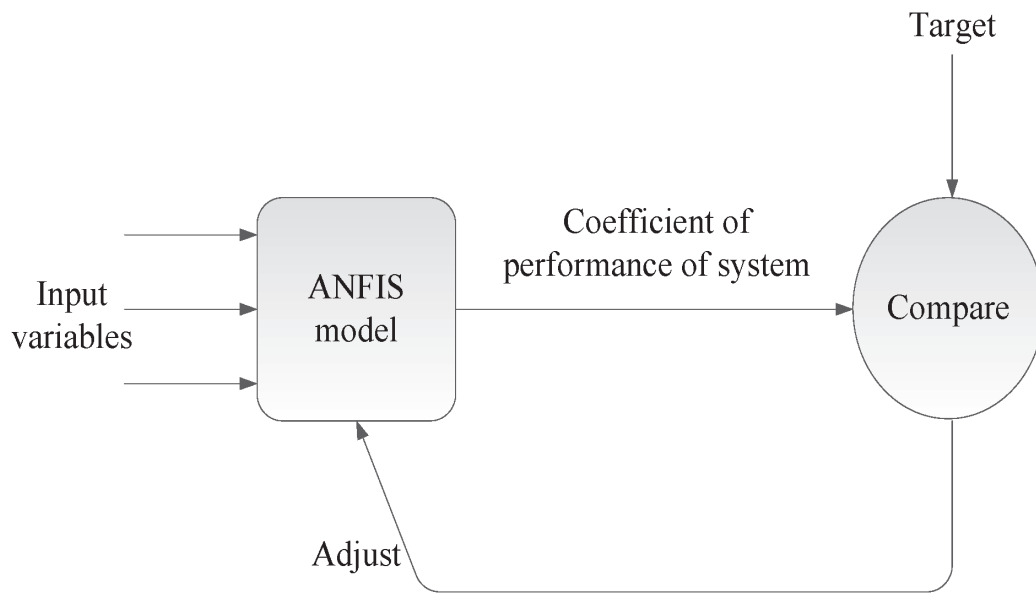 Target
Coefficient of
performance of system
Input
variables
ANFIS
model
Compare
Adjust